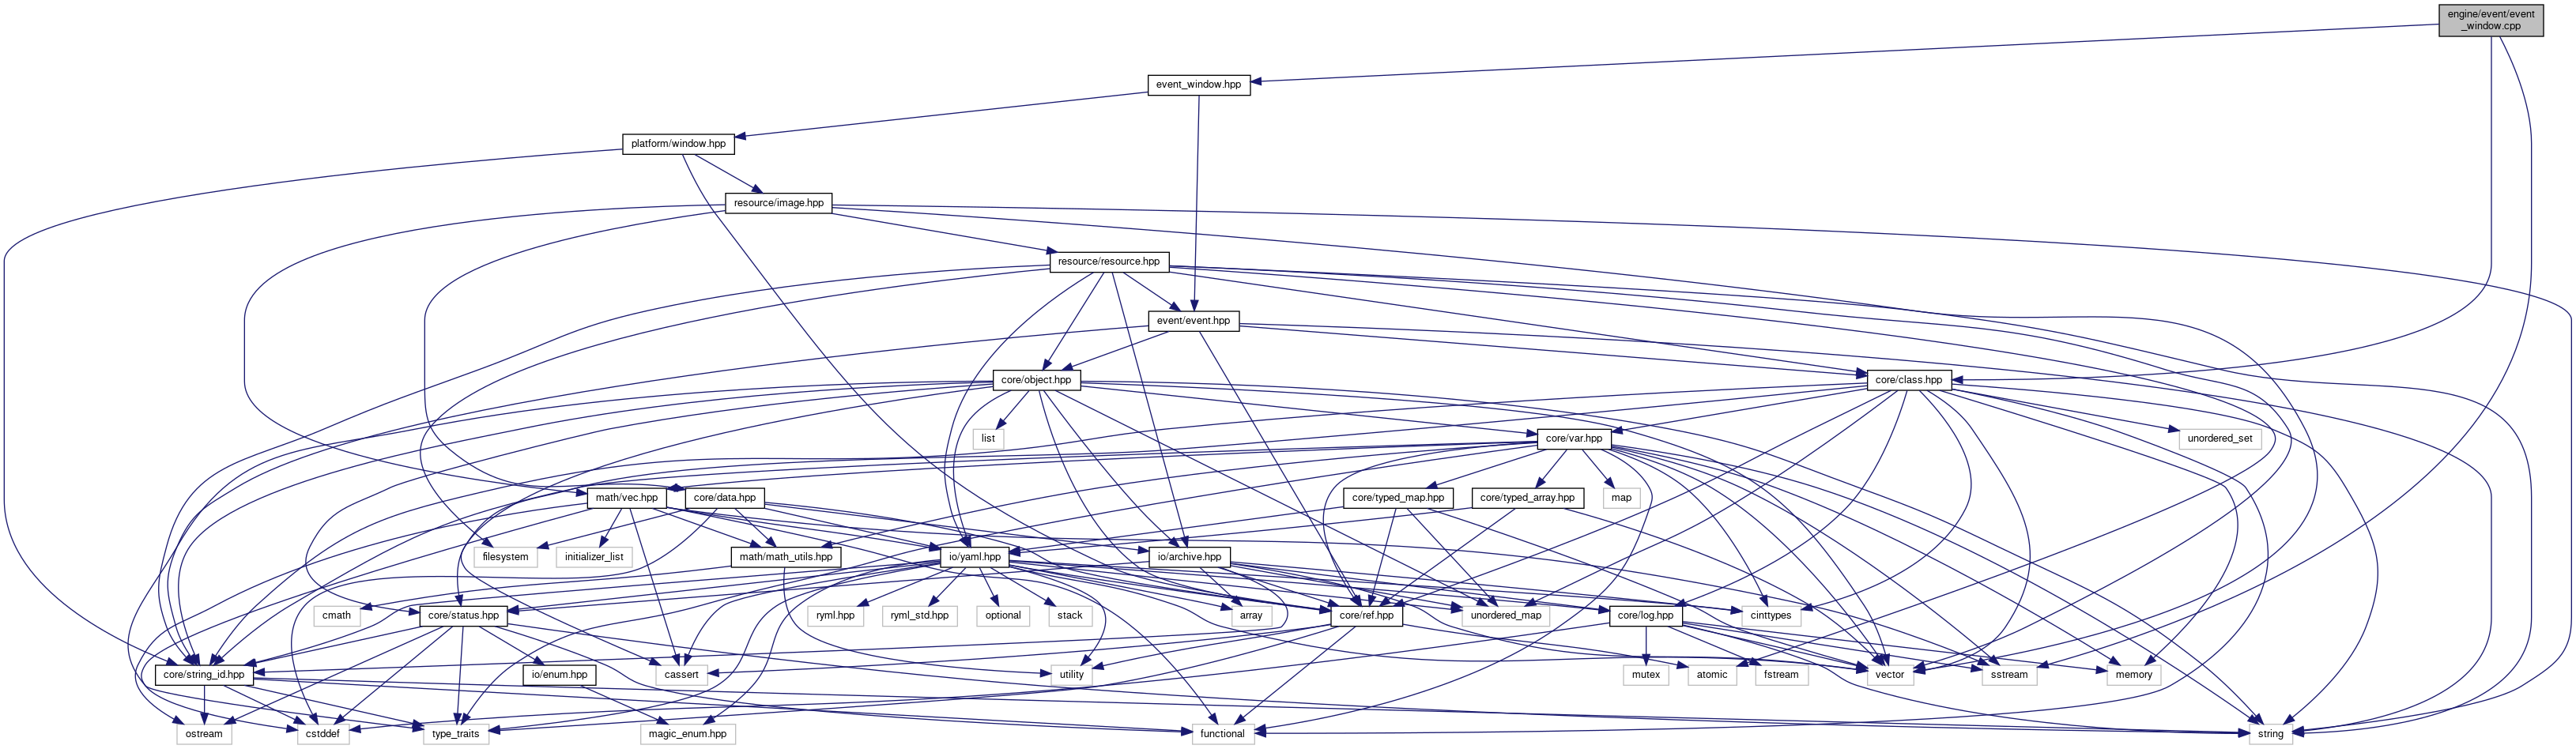 engine/event/event
_window.cpp
event_window.hpp
platform/window.hpp
resource/image.hpp
resource/resource.hpp
event/event.hpp
core/object.hpp
core/class.hpp
list
core/var.hpp
unordered_set
math/vec.hpp
core/data.hpp
core/typed_map.hpp
core/typed_array.hpp
map
filesystem
initializer_list
math/math_utils.hpp
io/yaml.hpp
io/archive.hpp
cmath
core/status.hpp
ryml.hpp
ryml_std.hpp
optional
stack
array
core/ref.hpp
unordered_map
core/log.hpp
cinttypes
core/string_id.hpp
io/enum.hpp
cassert
utility
mutex
atomic
fstream
vector
sstream
memory
ostream
cstddef
type_traits
magic_enum.hpp
functional
string